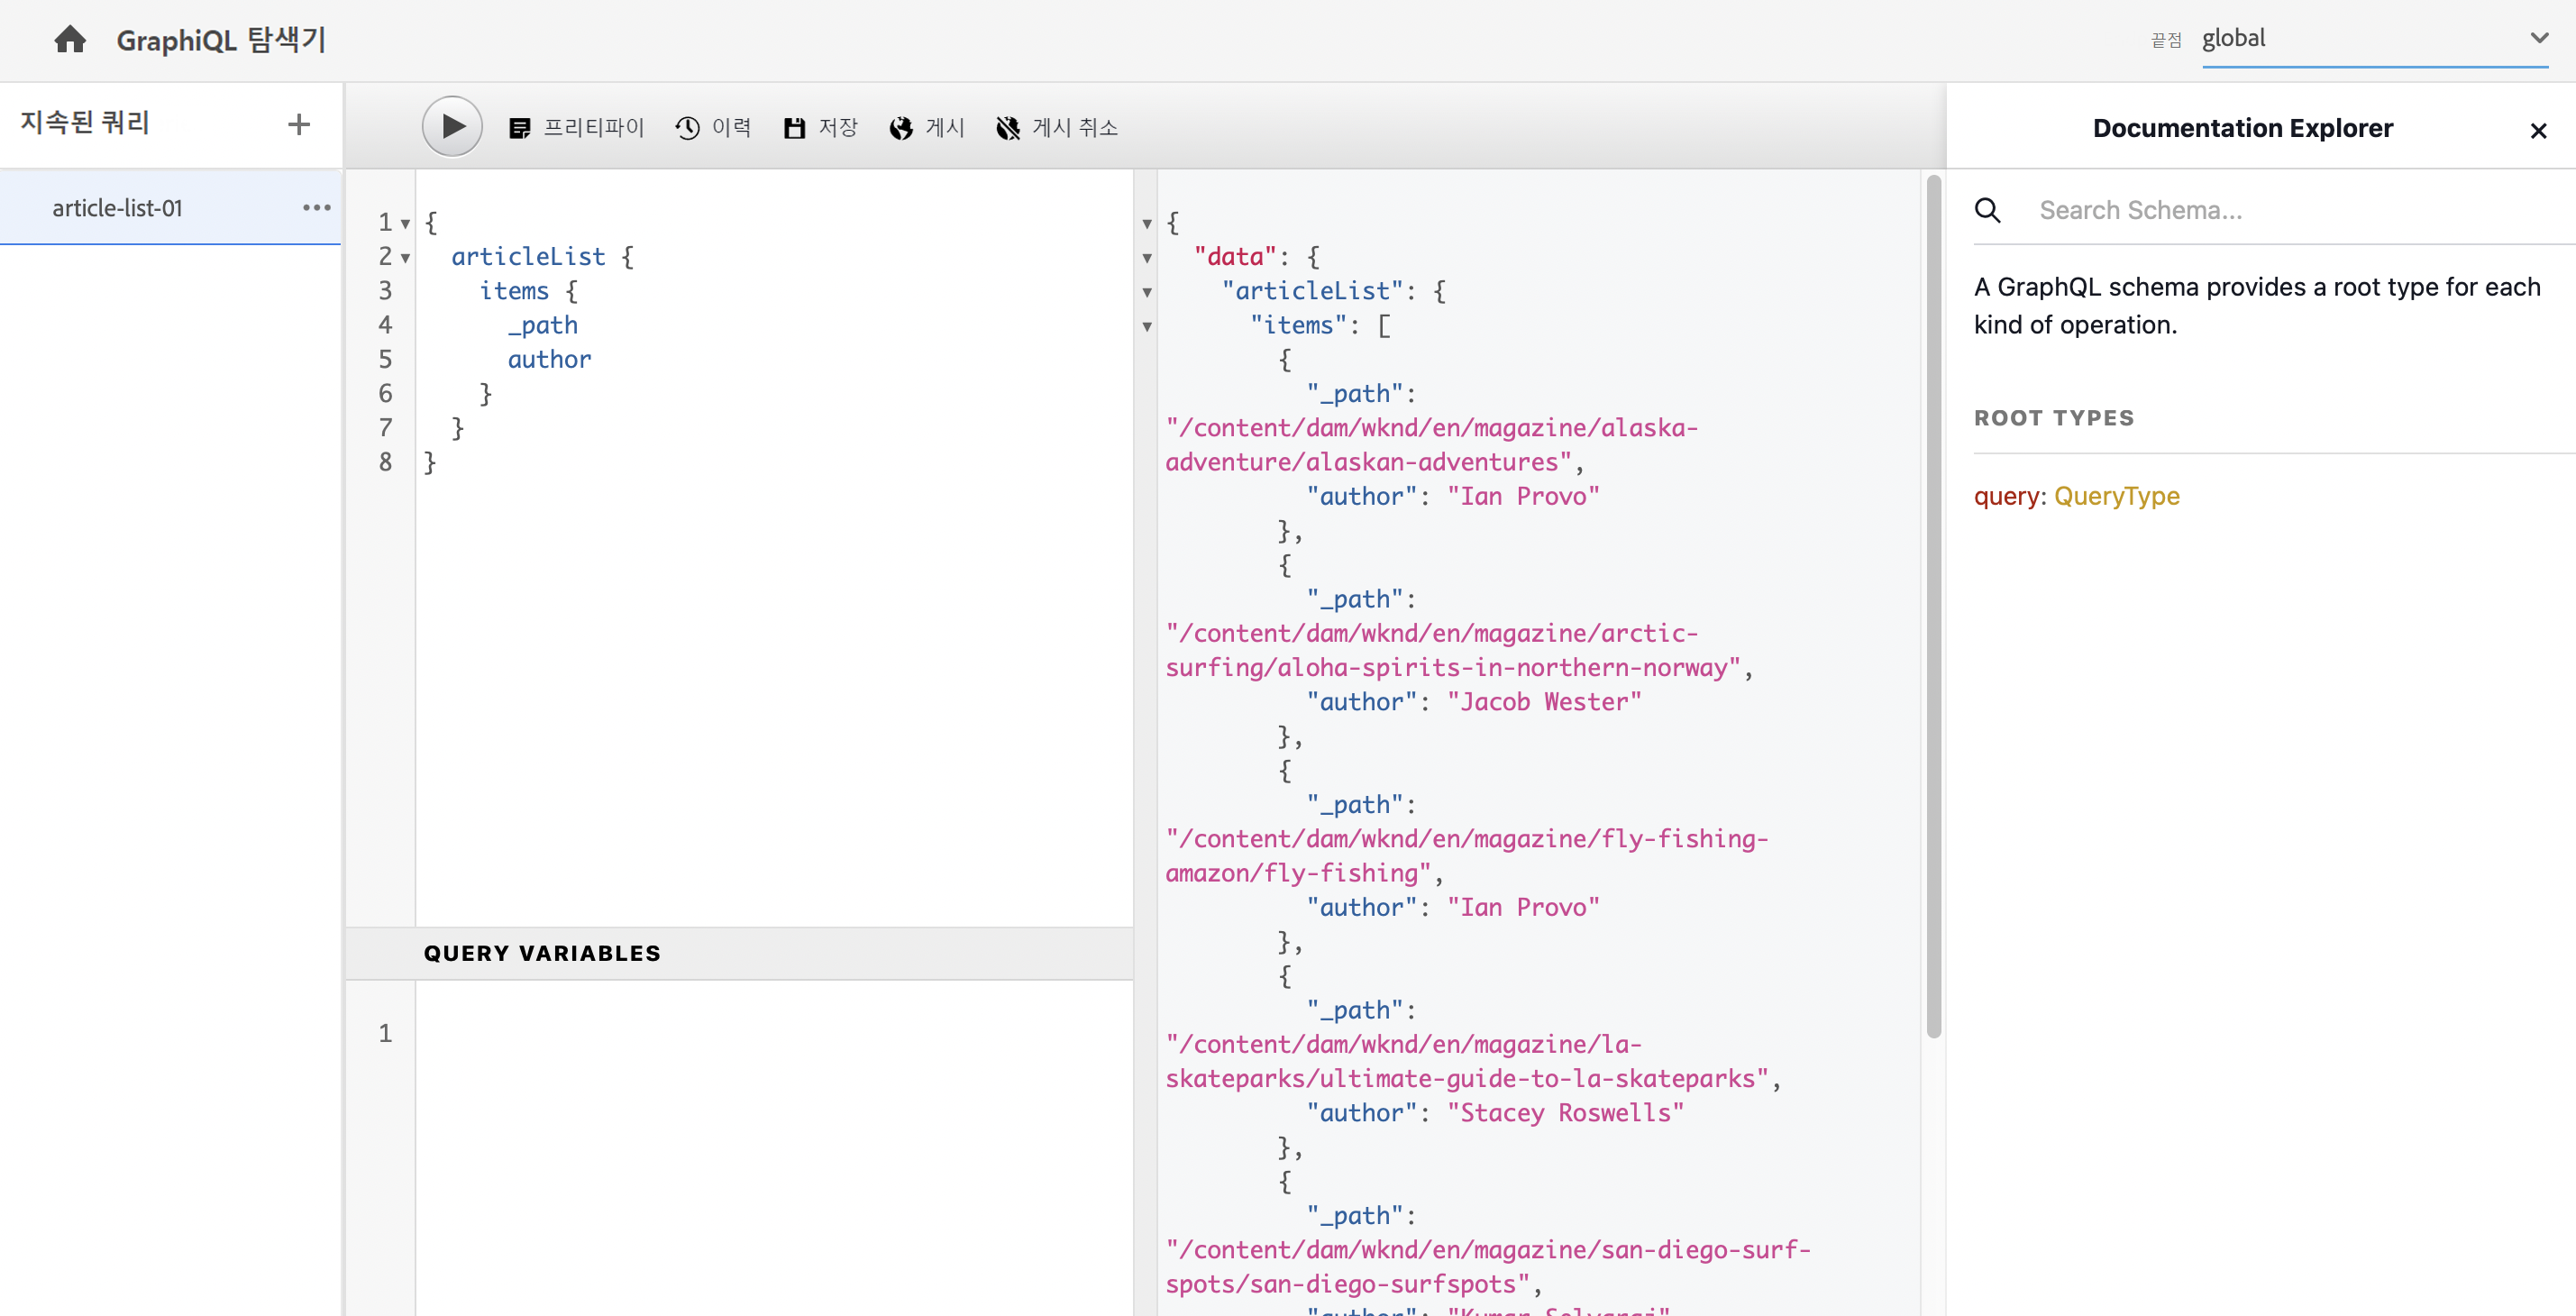 GraphiQL 탐색기
끝점 global
지속된 쿼리 +
article-list-01 •••
프리티파이 이력 저장 게시 게시 취소
1 {
2 articleList {
3 items {
4 _path
5 author
6 }
7 }
8 }
QUERY VARIABLES
1
{
"data": {
"articleList": {
"items": [
{
"_path":
"/content/dam/wknd/en/magazine/alaska-
adventure/alaskan-adventures",
"author": "Ian Provo"
},
{
"_path":
"/content/dam/wknd/en/magazine/arctic-
surfing/aloha-spirits-in-northern-norway",
"author": "Jacob Wester"
},
{
"_path":
"/content/dam/wknd/en/magazine/fly-fishing-
amazon/fly-fishing",
"author": "Ian Provo"
},
{
"_path":
"/content/dam/wknd/en/magazine/la-
skateparks/ultimate-guide-to-la-skateparks",
"author": "Stacey Roswells"
},
{
"_path":
"/content/dam/wknd/en/magazine/san-diego-surf-
spots/san-diego-surfspots",
"author": "Kumar Selvaraj"
Documentation Explorer
Search Schema...
A GraphQL schema provides a root type for each
kind of operation.
ROOT TYPES
query: QueryType